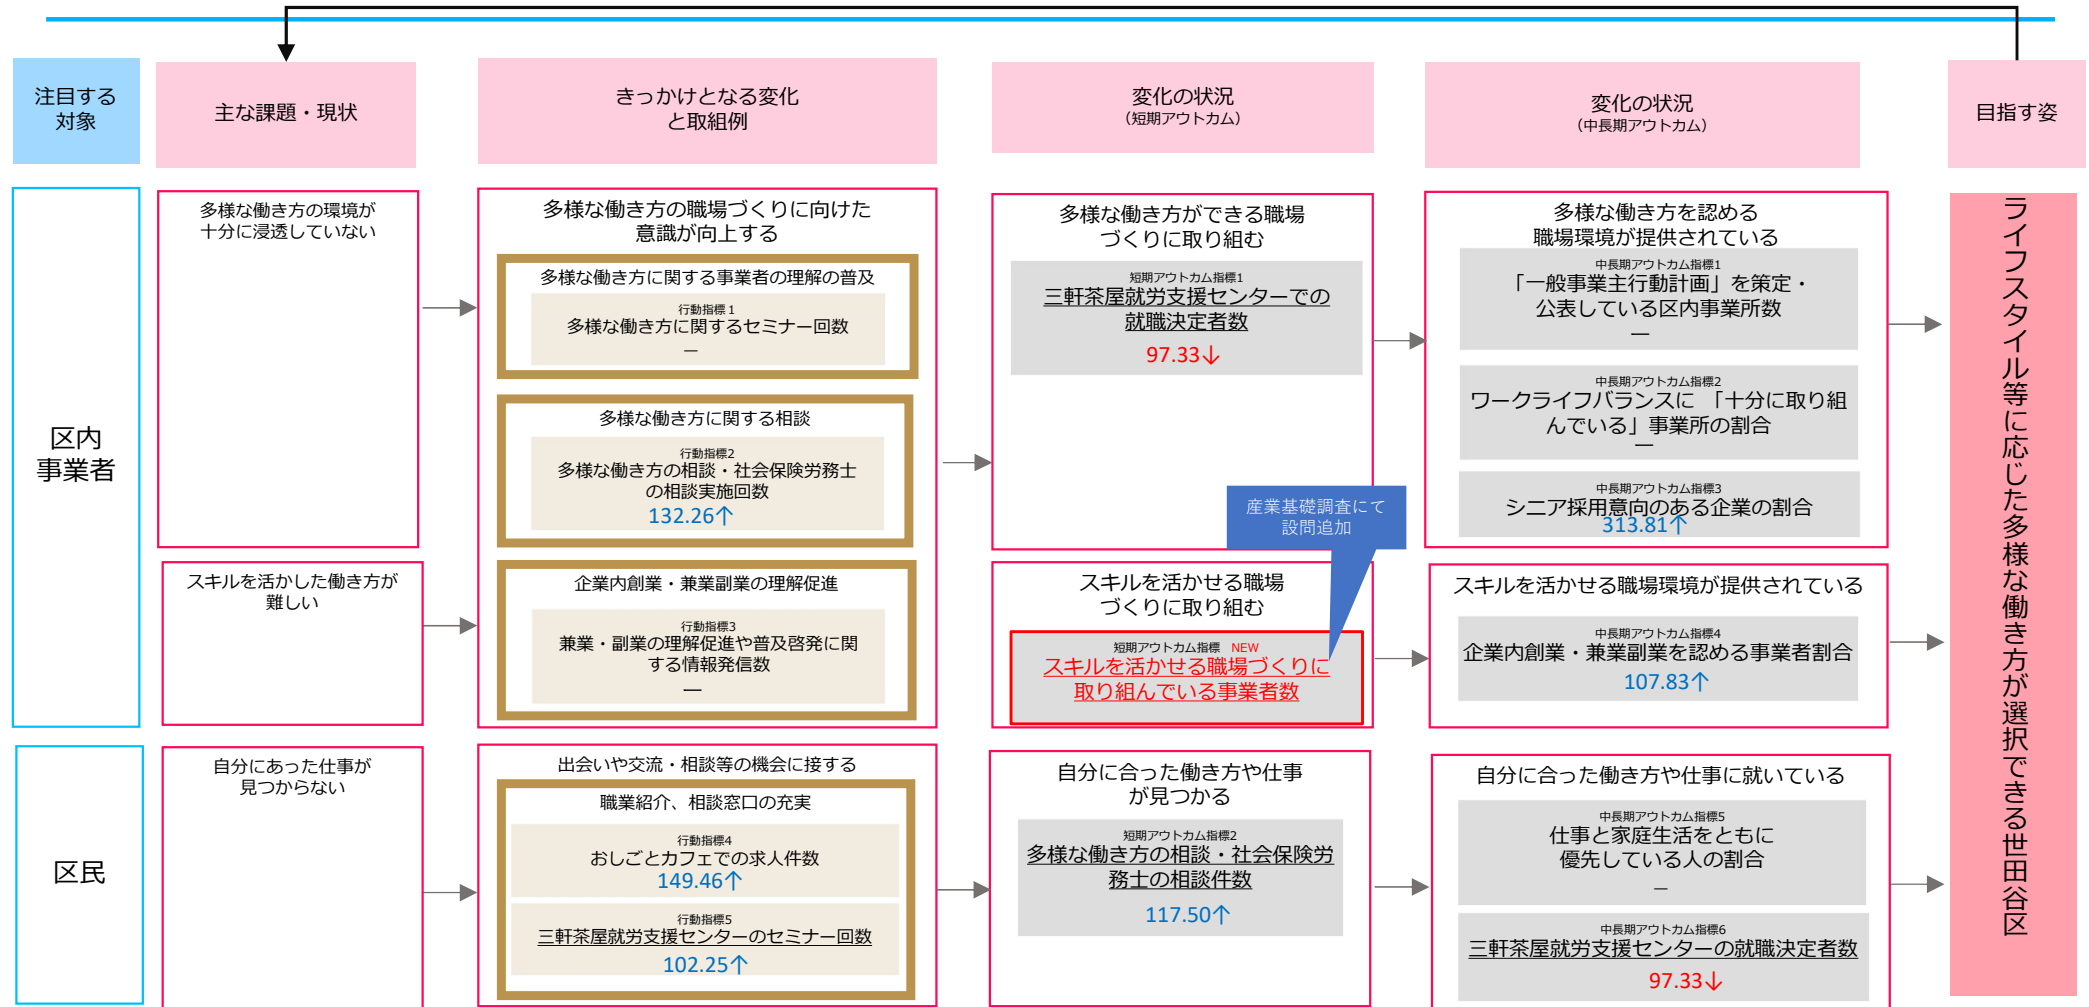 注目する
対象
主な課題・現状
きっかけとなる変化
と取組例
変化の状況
（短期アウトカム）
変化の状況
（中長期アウトカム）
目指す姿
区内
事業者
多様な働き方の環境が
十分に浸透していない
多様な働き方の職場づくりに向けた
意識が向上する
多様な働き方に関する事業者の理解の普及
行動指標１
多様な働き方に関するセミナー回数
―
多様な働き方に関する相談
行動指標2
多様な働き方の相談・社会保険労務士
の相談実施回数
132.26↑
多様な働き方ができる職場
づくりに取り組む
短期アウトカム指標1
三軒茶屋就労支援センターでの
就職決定者数
97.33↓
多様な働き方を認める
職場環境が提供されている
中長期アウトカム指標1
「一般事業主行動計画」を策定・
公表している区内事業所数
―
中長期アウトカム指標2
ワークライフバランスに 「十分に取り組
んでいる」事業所の割合
―
中長期アウトカム指標3
シニア採用意向のある企業の割合
313.81↑
産業基礎調査にて
設問追加
スキルを活かした働き方が
難しい
企業内創業・兼業副業の理解促進
行動指標3
兼業・副業の理解促進や普及啓発に関
する情報発信数
―
スキルを活かせる職場
づくりに取り組む
短期アウトカム指標 NEW
スキルを活かせる職場づくりに
取り組んでいる事業者数
スキルを活かせる職場環境が提供されている
中長期アウトカム指標4
企業内創業・兼業副業を認める事業者割合
107.83↑
区民
自分にあった仕事が
見つからない
出会いや交流・相談等の機会に接する
職業紹介、相談窓口の充実
行動指標4
おしごとカフェでの求人件数
149.46↑
行動指標5
三軒茶屋就労支援センターのセミナー回数
102.25↑
自分に合った働き方や仕事
が見つかる
短期アウトカム指標2
多様な働き方の相談・社会保険労
務士の相談件数
117.50↑
自分に合った働き方や仕事に就いている
中長期アウトカム指標5
仕事と家庭生活をともに
優先している人の割合
―
中長期アウトカム指標6
三軒茶屋就労支援センターの就職決定者数
97.33↓
ライフスタイル等に応じた多様な働き方が選択できる世田谷区